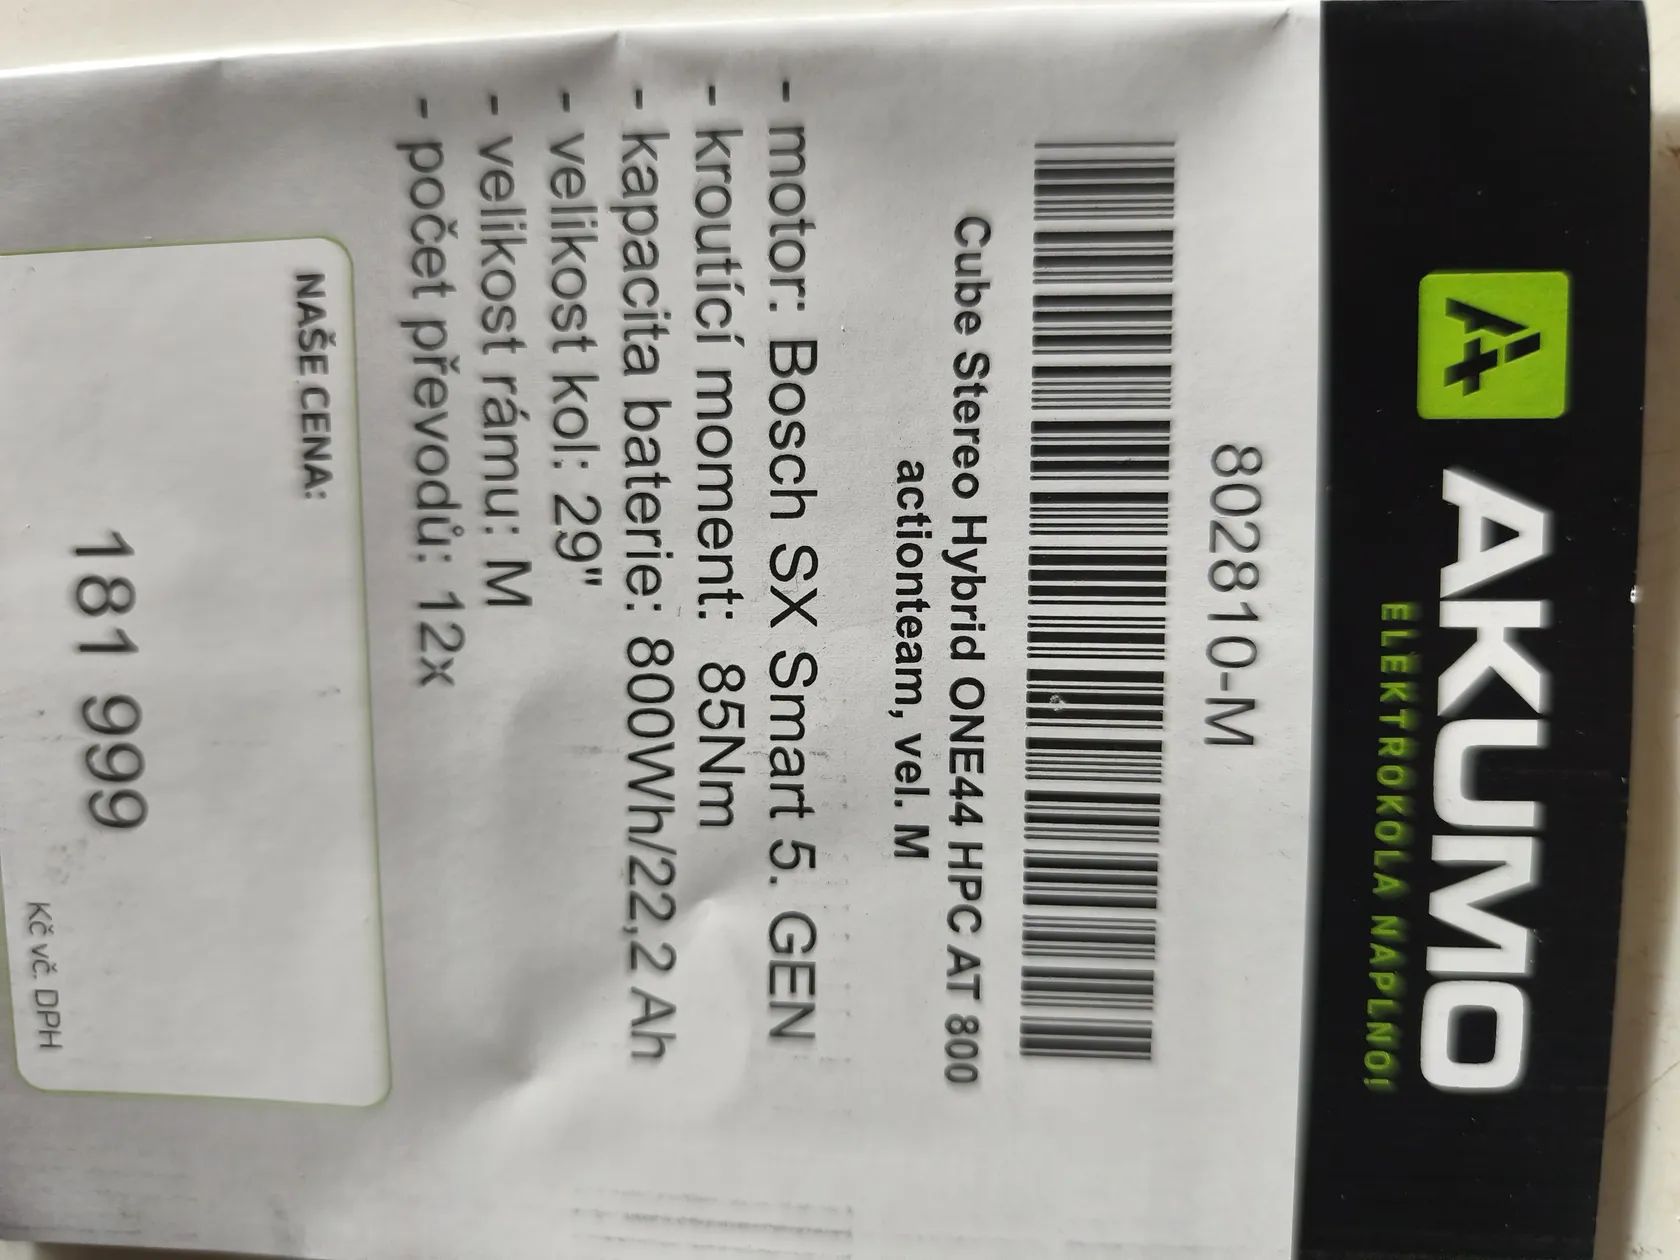 AKUMO
ELEKTROKOLA NAPLNO!
802810-M
Cube Stereo Hybrid ONE44 HPC AT 800
actionteam, vel. M
- motor: Bosch SX Smart 5. GEN
- kroutící moment: 85Nm
- kapacita baterie: 800Wh/22,2 Ah
- velikost kol: 29"
- velikost rámu: M
- počet převodů: 12x
NAŠE CENA:
181 999
Kč vč. DPH